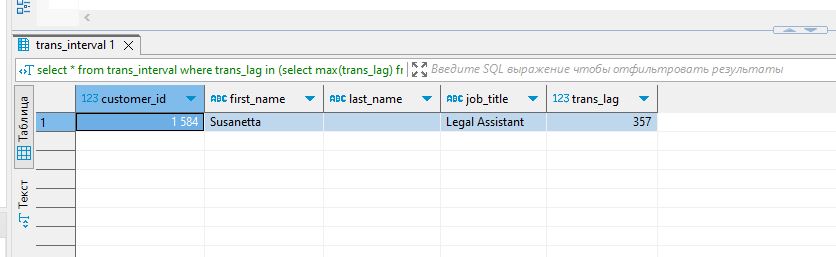 trans_interval 1
select * from trans_interval where trans_lag in (select max(trans_lag) fr Введите SQL выражение чтобы отфильтровать результаты
Таблица
Текст
123 customer_id ABC first_name ABC last_name ABC job_title 123 trans_lag
1 1 584 Susanetta Legal Assistant 357